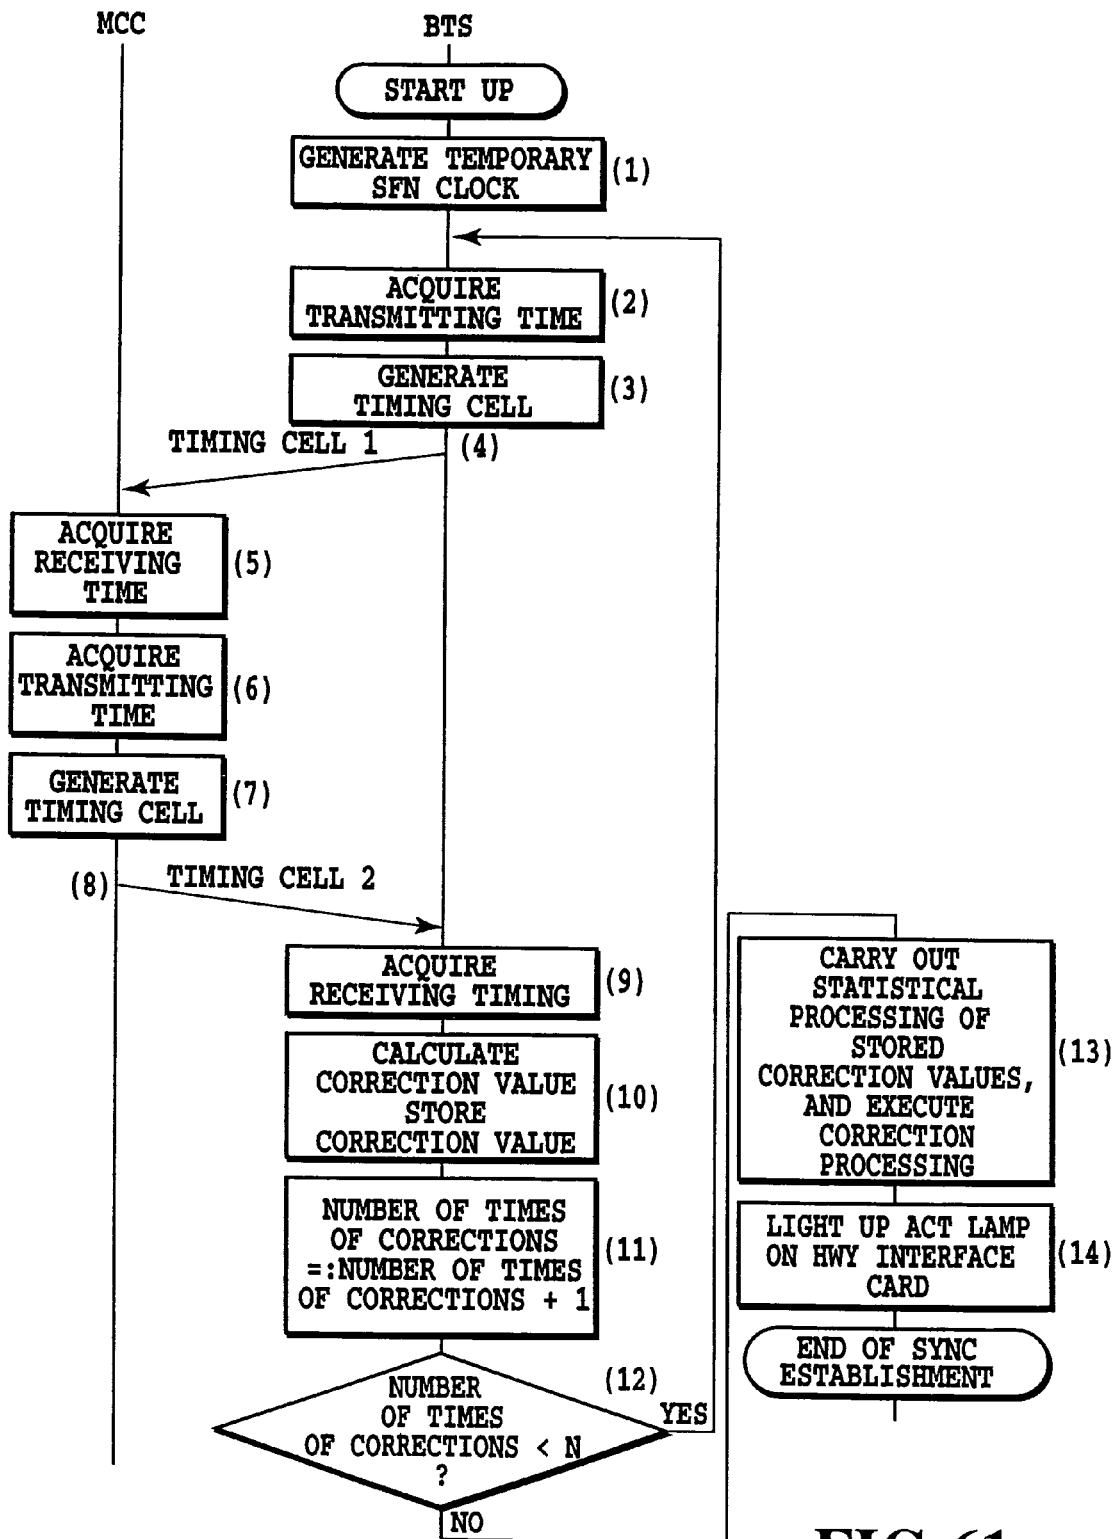 MCC
BTS
START UP
GENERATE TEMPORARY
SFN CLOCK
(1)
ACQUIRE
TRANSMITTING TIME
(2)
GENERATE
TIMING CELL
(3)
TIMING CELL 1
(4)
ACQUIRE
RECEIVING
TIME
(5)
ACQUIRE
TRANSMITTING
TIME
(6)
GENERATE
TIMING CELL
(7)
(8)
TIMING CELL 2
ACQUIRE
RECEIVING TIMING
(9)
CALCULATE
CORRECTION VALUE
STORE
CORRECTION VALUE
(10)
NUMBER OF TIMES
OF CORRECTIONS
=:NUMBER OF TIMES
OF CORRECTIONS + 1
(11)
NUMBER
OF TIMES
OF CORRECTIONS < N
?
(12)
YES
NO
CARRY OUT
STATISTICAL
PROCESSING OF
STORED
CORRECTION VALUES,
AND EXECUTE
CORRECTION
PROCESSING
(13)
LIGHT UP ACT LAMP
ON HWY INTERFACE
CARD
(14)
END OF SYNC
ESTABLISHMENT
FIG.61